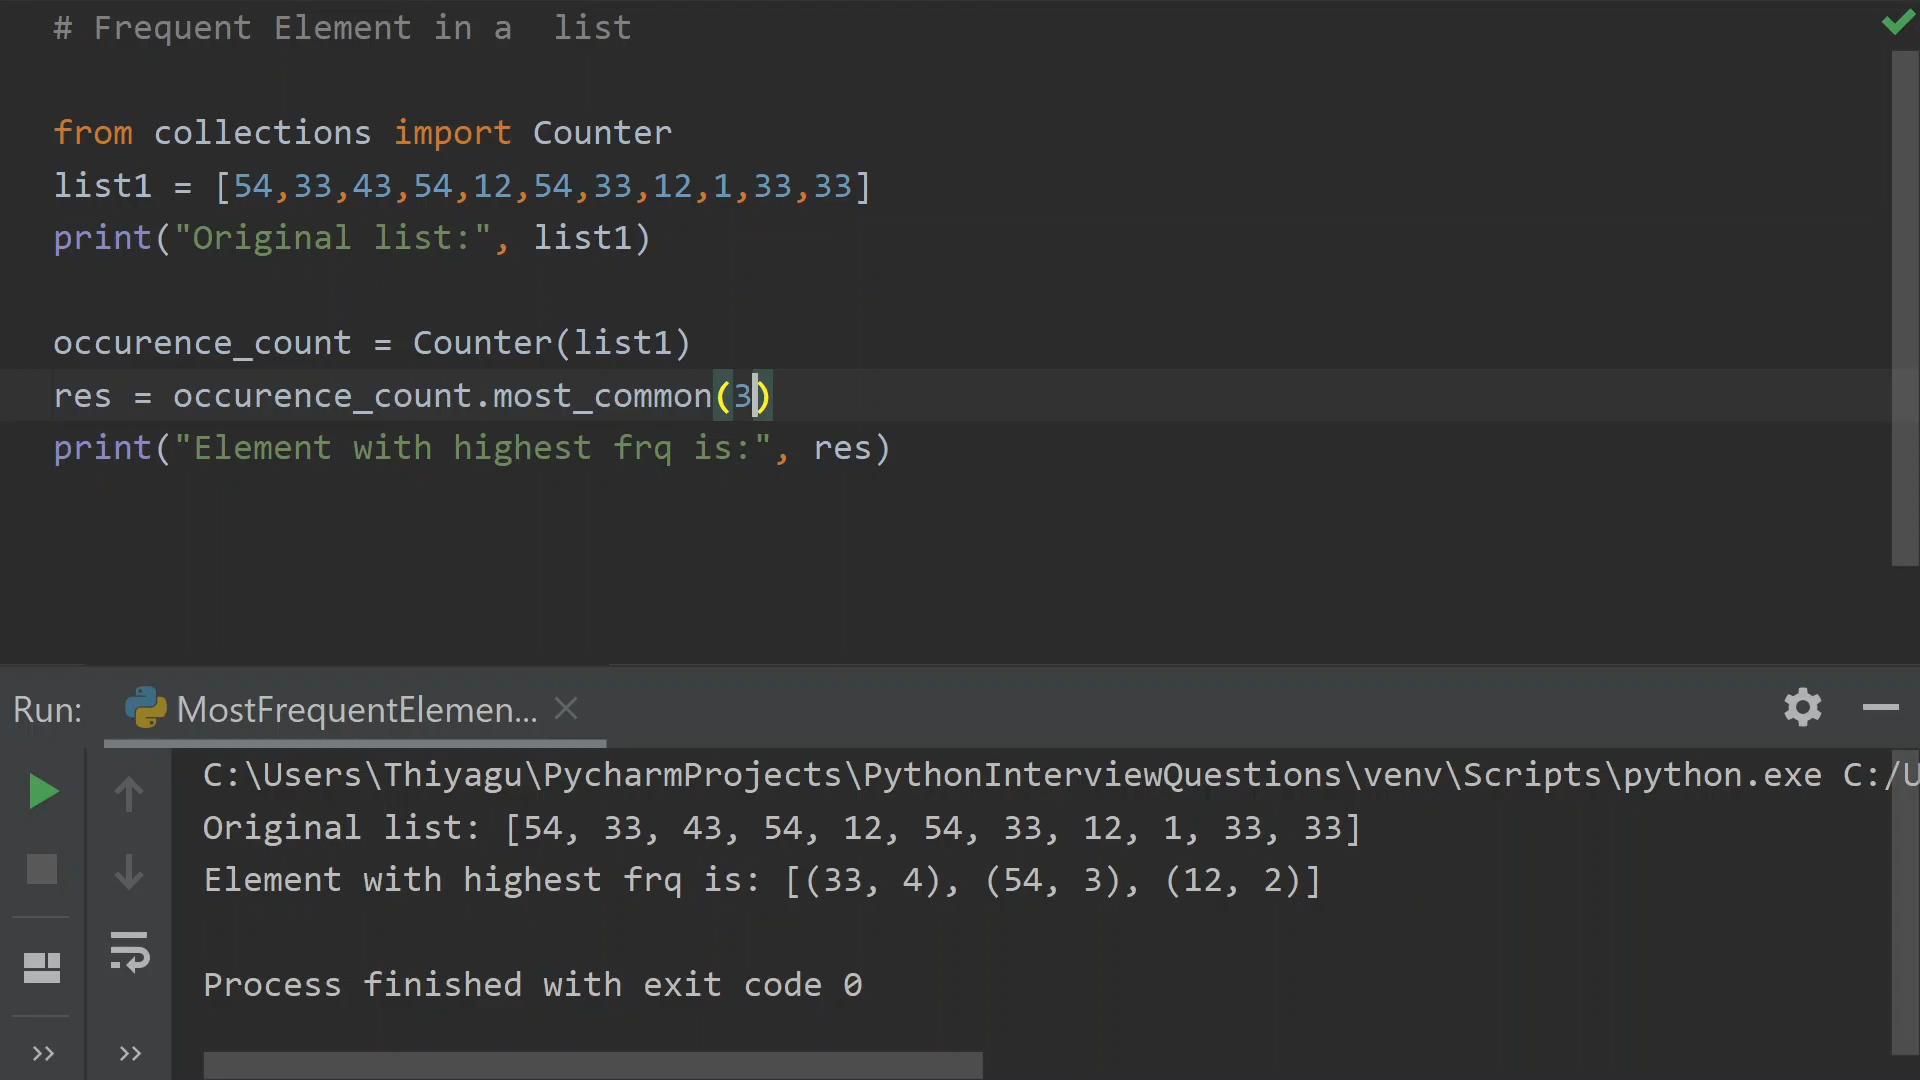 # Frequent Element in a  list
from collections import Counter
list1 = [54,33,43,54,12,54,33,12,1,33,33]
print("Original list:", list1)
occurence_count = Counter(list1)
res = occurence_count.most_common(3)
print("Element with highest frq is:", res)
Run: MostFrequentElemen...
C:\Users\Thiyagu\PycharmProjects\PythonInterviewQuestions\venv\Scripts\python.exe C:/U
Original list: [54, 33, 43, 54, 12, 54, 33, 12, 1, 33, 33]
Element with highest frq is: [(33, 4), (54, 3), (12, 2)]
Process finished with exit code 0